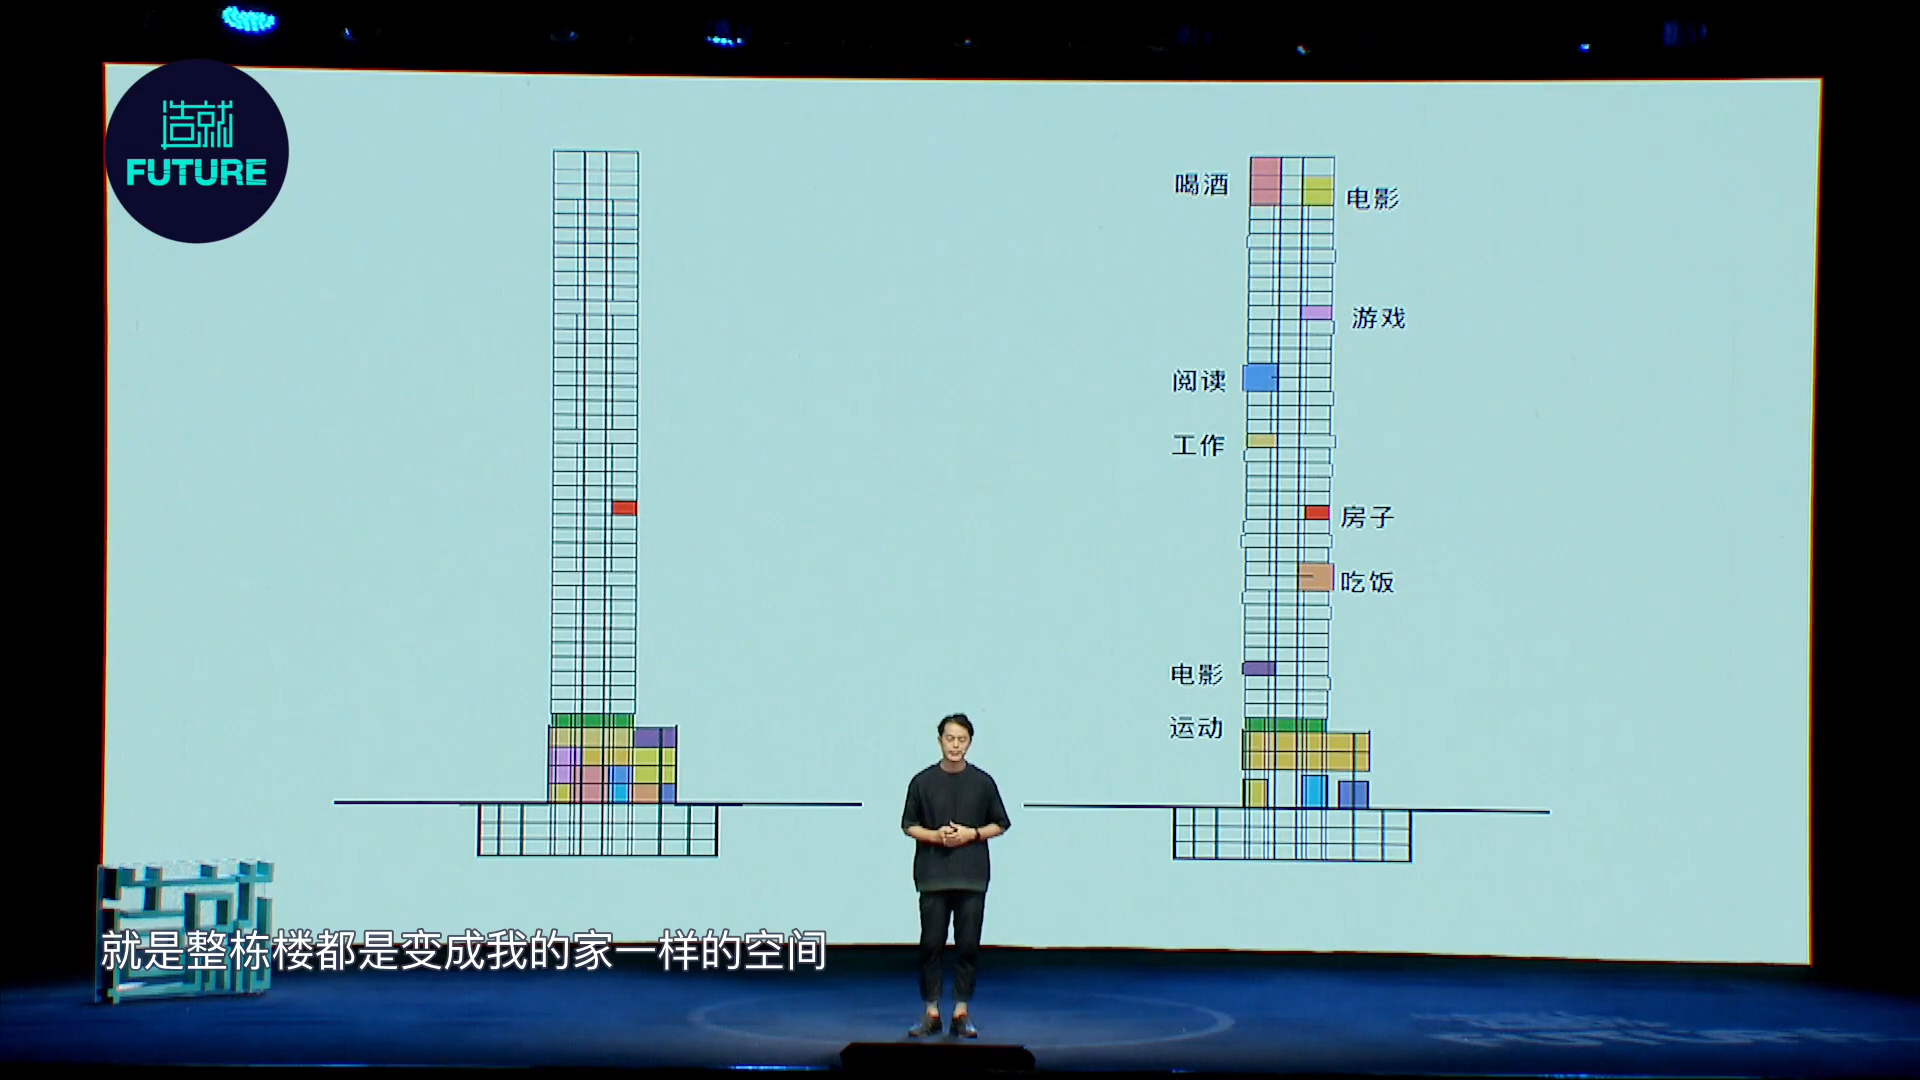 造就
FUTURE
喝酒
电影
游戏
阅读
工作
房子
吃饭
电影
运动
就是整栋楼都是变成我的家一样的空间